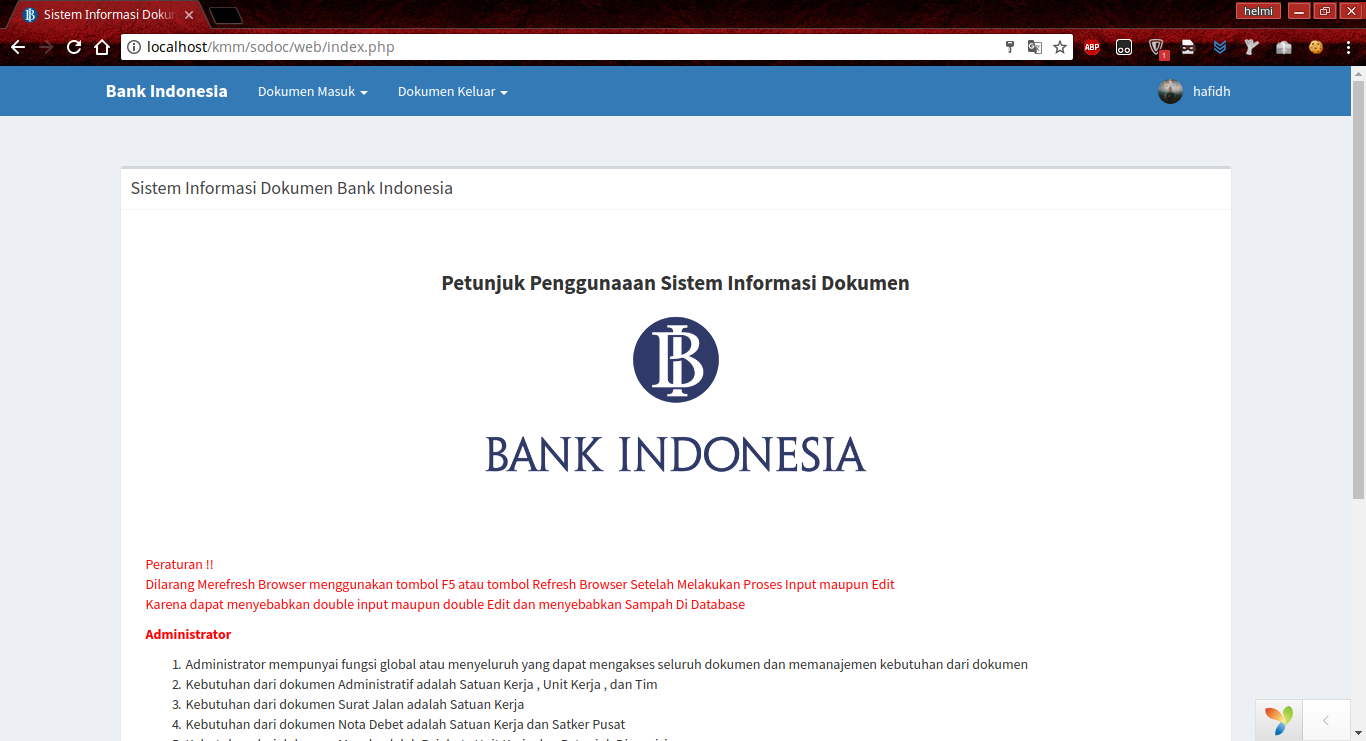 Sistem Informasi Doku
helmi
localhost/kmm/sodoc/web/index.php
ABP
1
Bank Indonesia
Dokumen Masuk
Dokumen Keluar
hafidh
Sistem Informasi Dokumen Bank Indonesia
Petunjuk Penggunaaan Sistem Informasi Dokumen
BANK INDONESIA
Peraturan !!
Dilarang Merefresh Browser menggunakan tombol F5 atau tombol Refresh Browser Setelah Melakukan Proses Input maupun Edit
Karena dapat menyebabkan double input maupun double Edit dan menyebabkan Sampah Di Database
Administrator
1. Administrator mempunyai fungsi global atau menyeluruh yang dapat mengakses seluruh dokumen dan memanajemen kebutuhan dari dokumen
2. Kebutuhan dari dokumen Administratif adalah Satuan Kerja , Unit Kerja , dan Tim
3. Kebutuhan dari dokumen Surat Jalan adalah Satuan Kerja
4. Kebutuhan dari dokumen Nota Debet adalah Satuan Kerja dan Satker Pusat